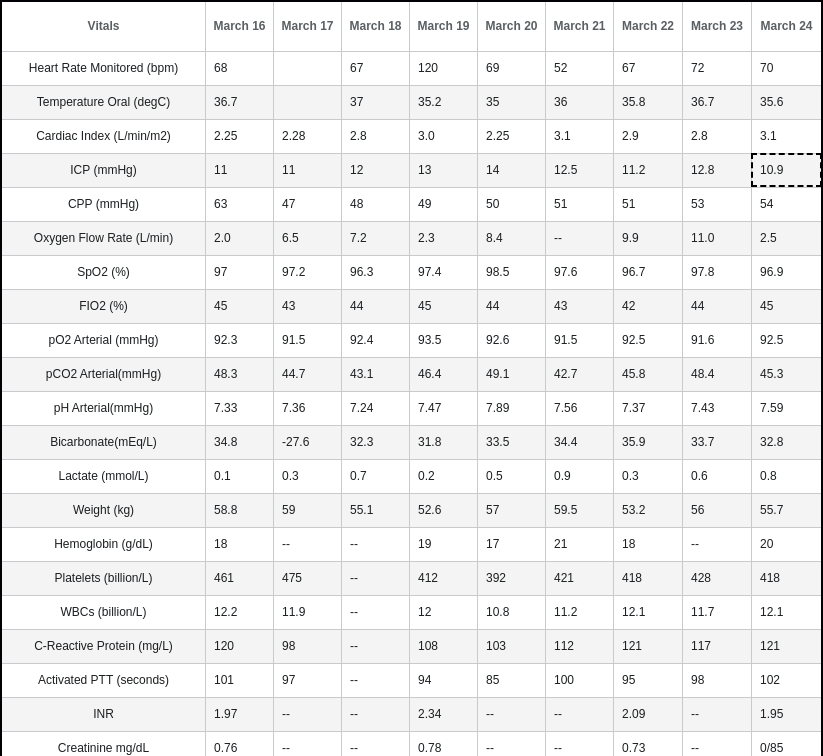 Vitals March 16 March 17 March 18 March 19 March 20 March 21 March 22 March 23 March 24
Heart Rate Monitored (bpm) 68 67 120 69 52 67 72 70
Temperature Oral (degC) 36.7 37 35.2 35 36 35.8 36.7 35.6
Cardiac Index (L/min/m2) 2.25 2.28 2.8 3.0 2.25 3.1 2.9 2.8 3.1
ICP (mmHg) 11 11 12 13 14 12.5 11.2 12.8 10.9
CPP (mmHg) 63 47 48 49 50 51 51 53 54
Oxygen Flow Rate (L/min) 2.0 6.5 7.2 2.3 8.4 -- 9.9 11.0 2.5
SpO2 (%) 97 97.2 96.3 97.4 98.5 97.6 96.7 97.8 96.9
FIO2 (%) 45 43 44 45 44 43 42 44 45
pO2 Arterial (mmHg) 92.3 91.5 92.4 93.5 92.6 91.5 92.5 91.6 92.5
pCO2 Arterial(mmHg) 48.3 44.7 43.1 46.4 49.1 42.7 45.8 48.4 45.3
pH Arterial(mmHg) 7.33 7.36 7.24 7.47 7.89 7.56 7.37 7.43 7.59
Bicarbonate(mEq/L) 34.8 -27.6 32.3 31.8 33.5 34.4 35.9 33.7 32.8
Lactate (mmol/L) 0.1 0.3 0.7 0.2 0.5 0.9 0.3 0.6 0.8
Weight (kg) 58.8 59 55.1 52.6 57 59.5 53.2 56 55.7
Hemoglobin (g/dL) 18 -- -- 19 17 21 18 -- 20
Platelets (billion/L) 461 475 -- 412 392 421 418 428 418
WBCs (billion/L) 12.2 11.9 -- 12 10.8 11.2 12.1 11.7 12.1
C-Reactive Protein (mg/L) 120 98 -- 108 103 112 121 117 121
Activated PTT (seconds) 101 97 -- 94 85 100 95 98 102
INR 1.97 -- -- 2.34 -- -- 2.09 -- 1.95
Creatinine mg/dL 0.76 -- -- 0.78 -- -- 0.73 -- 0/85